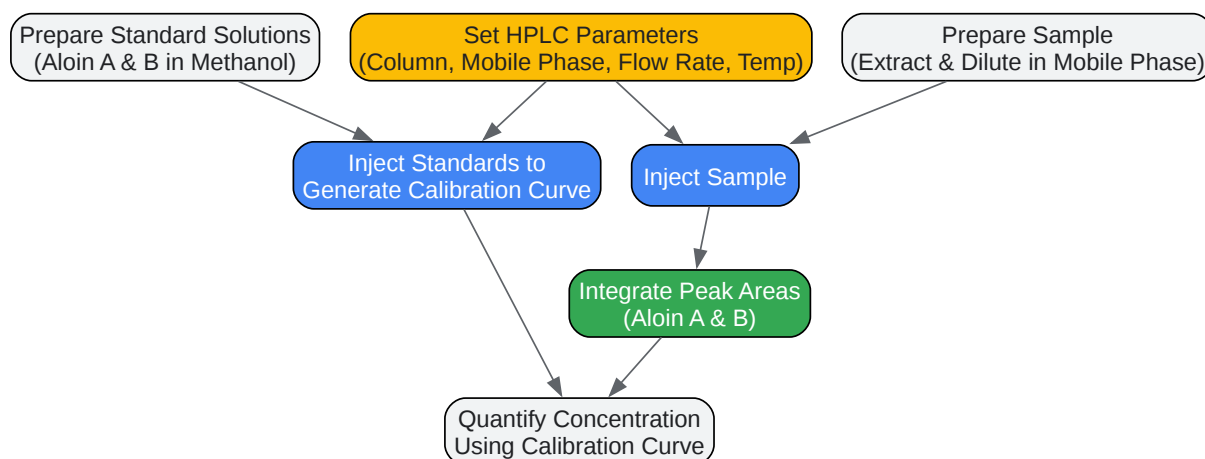 Prepare Standard Solutions
(Aloin A & B in Methanol)
Set HPLC Parameters
(Column, Mobile Phase, Flow Rate, Temp)
Prepare Sample
(Extract & Dilute in Mobile Phase)
Inject Standards to
Generate Calibration Curve
Inject Sample
Integrate Peak Areas
(Aloin A & B)
Quantify Concentration
Using Calibration Curve